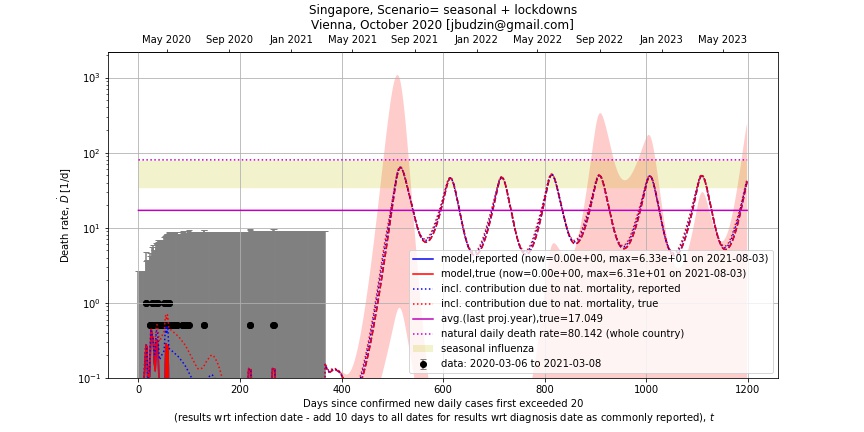 Singapore, Scenario= seasonal + lockdowns
Vienna, October 2020 [jbudzin@gmail.com]
May 2020 Sep 2020 Jan 2021 May 2021 Sep 2021 Jan 2022 May 2022 Sep 2022 Jan 2023 May 2023
Death rate, D [1/d]
10³
10²
10¹
10⁰
10⁻¹
model,reported (now=0.00e+00, max=6.33e+01 on 2021-08-03)
model,true (now=0.00e+00, max=6.31e+01 on 2021-08-03)
incl. contribution due to nat. mortality, reported
incl. contribution due to nat. mortality, true
avg.(last proj.year),true=17.049
natural daily death rate=80.142 (whole country)
seasonal influenza
data: 2020-03-06 to 2021-03-08
0 200 400 600 800 1000 1200
Days since confirmed new daily cases first exceeded 20
(results wrt infection date - add 10 days to all dates for results wrt diagnosis date as commonly reported), t